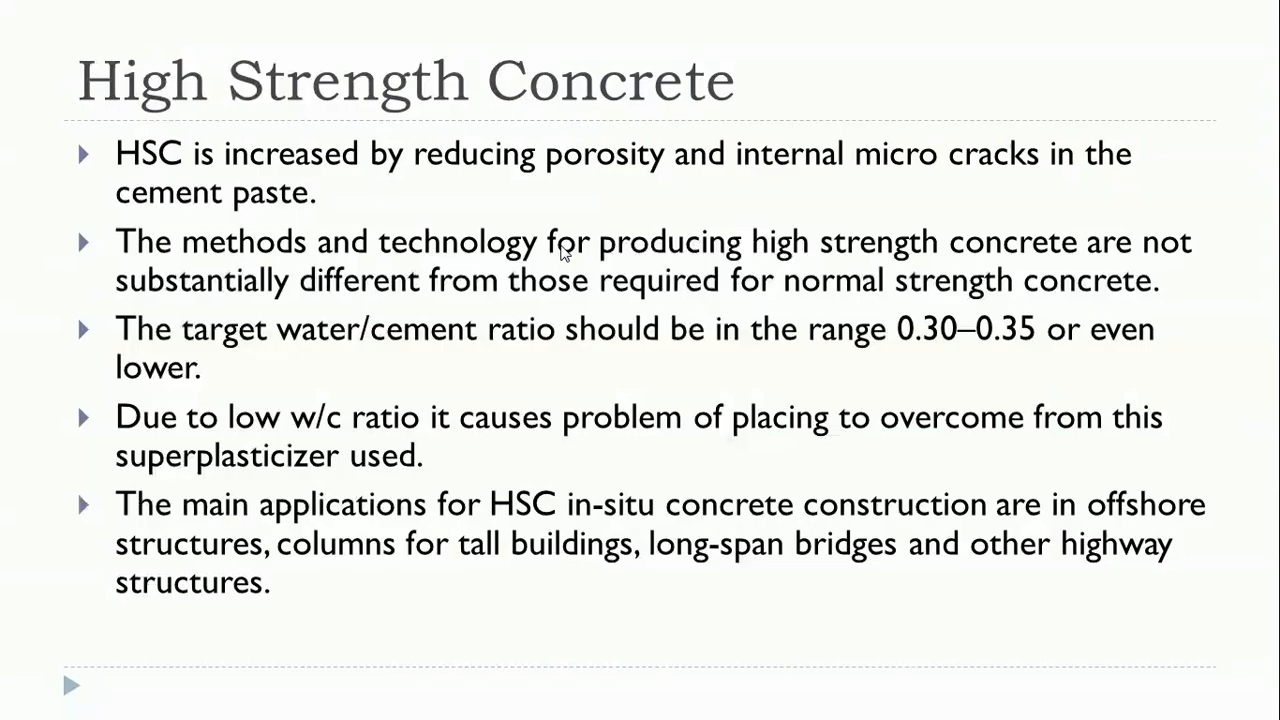 High Strength Concrete
HSC is increased by reducing porosity and internal micro cracks in the
cement paste.
The methods and technology for producing high strength concrete are not
substantially different from those required for normal strength concrete.
The target water/cement ratio should be in the range 0.30–0.35 or even
lower.
Due to low w/c ratio it causes problem of placing to overcome from this
superplasticizer used.
The main applications for HSC in-situ concrete construction are in offshore
structures, columns for tall buildings, long-span bridges and other highway
structures.